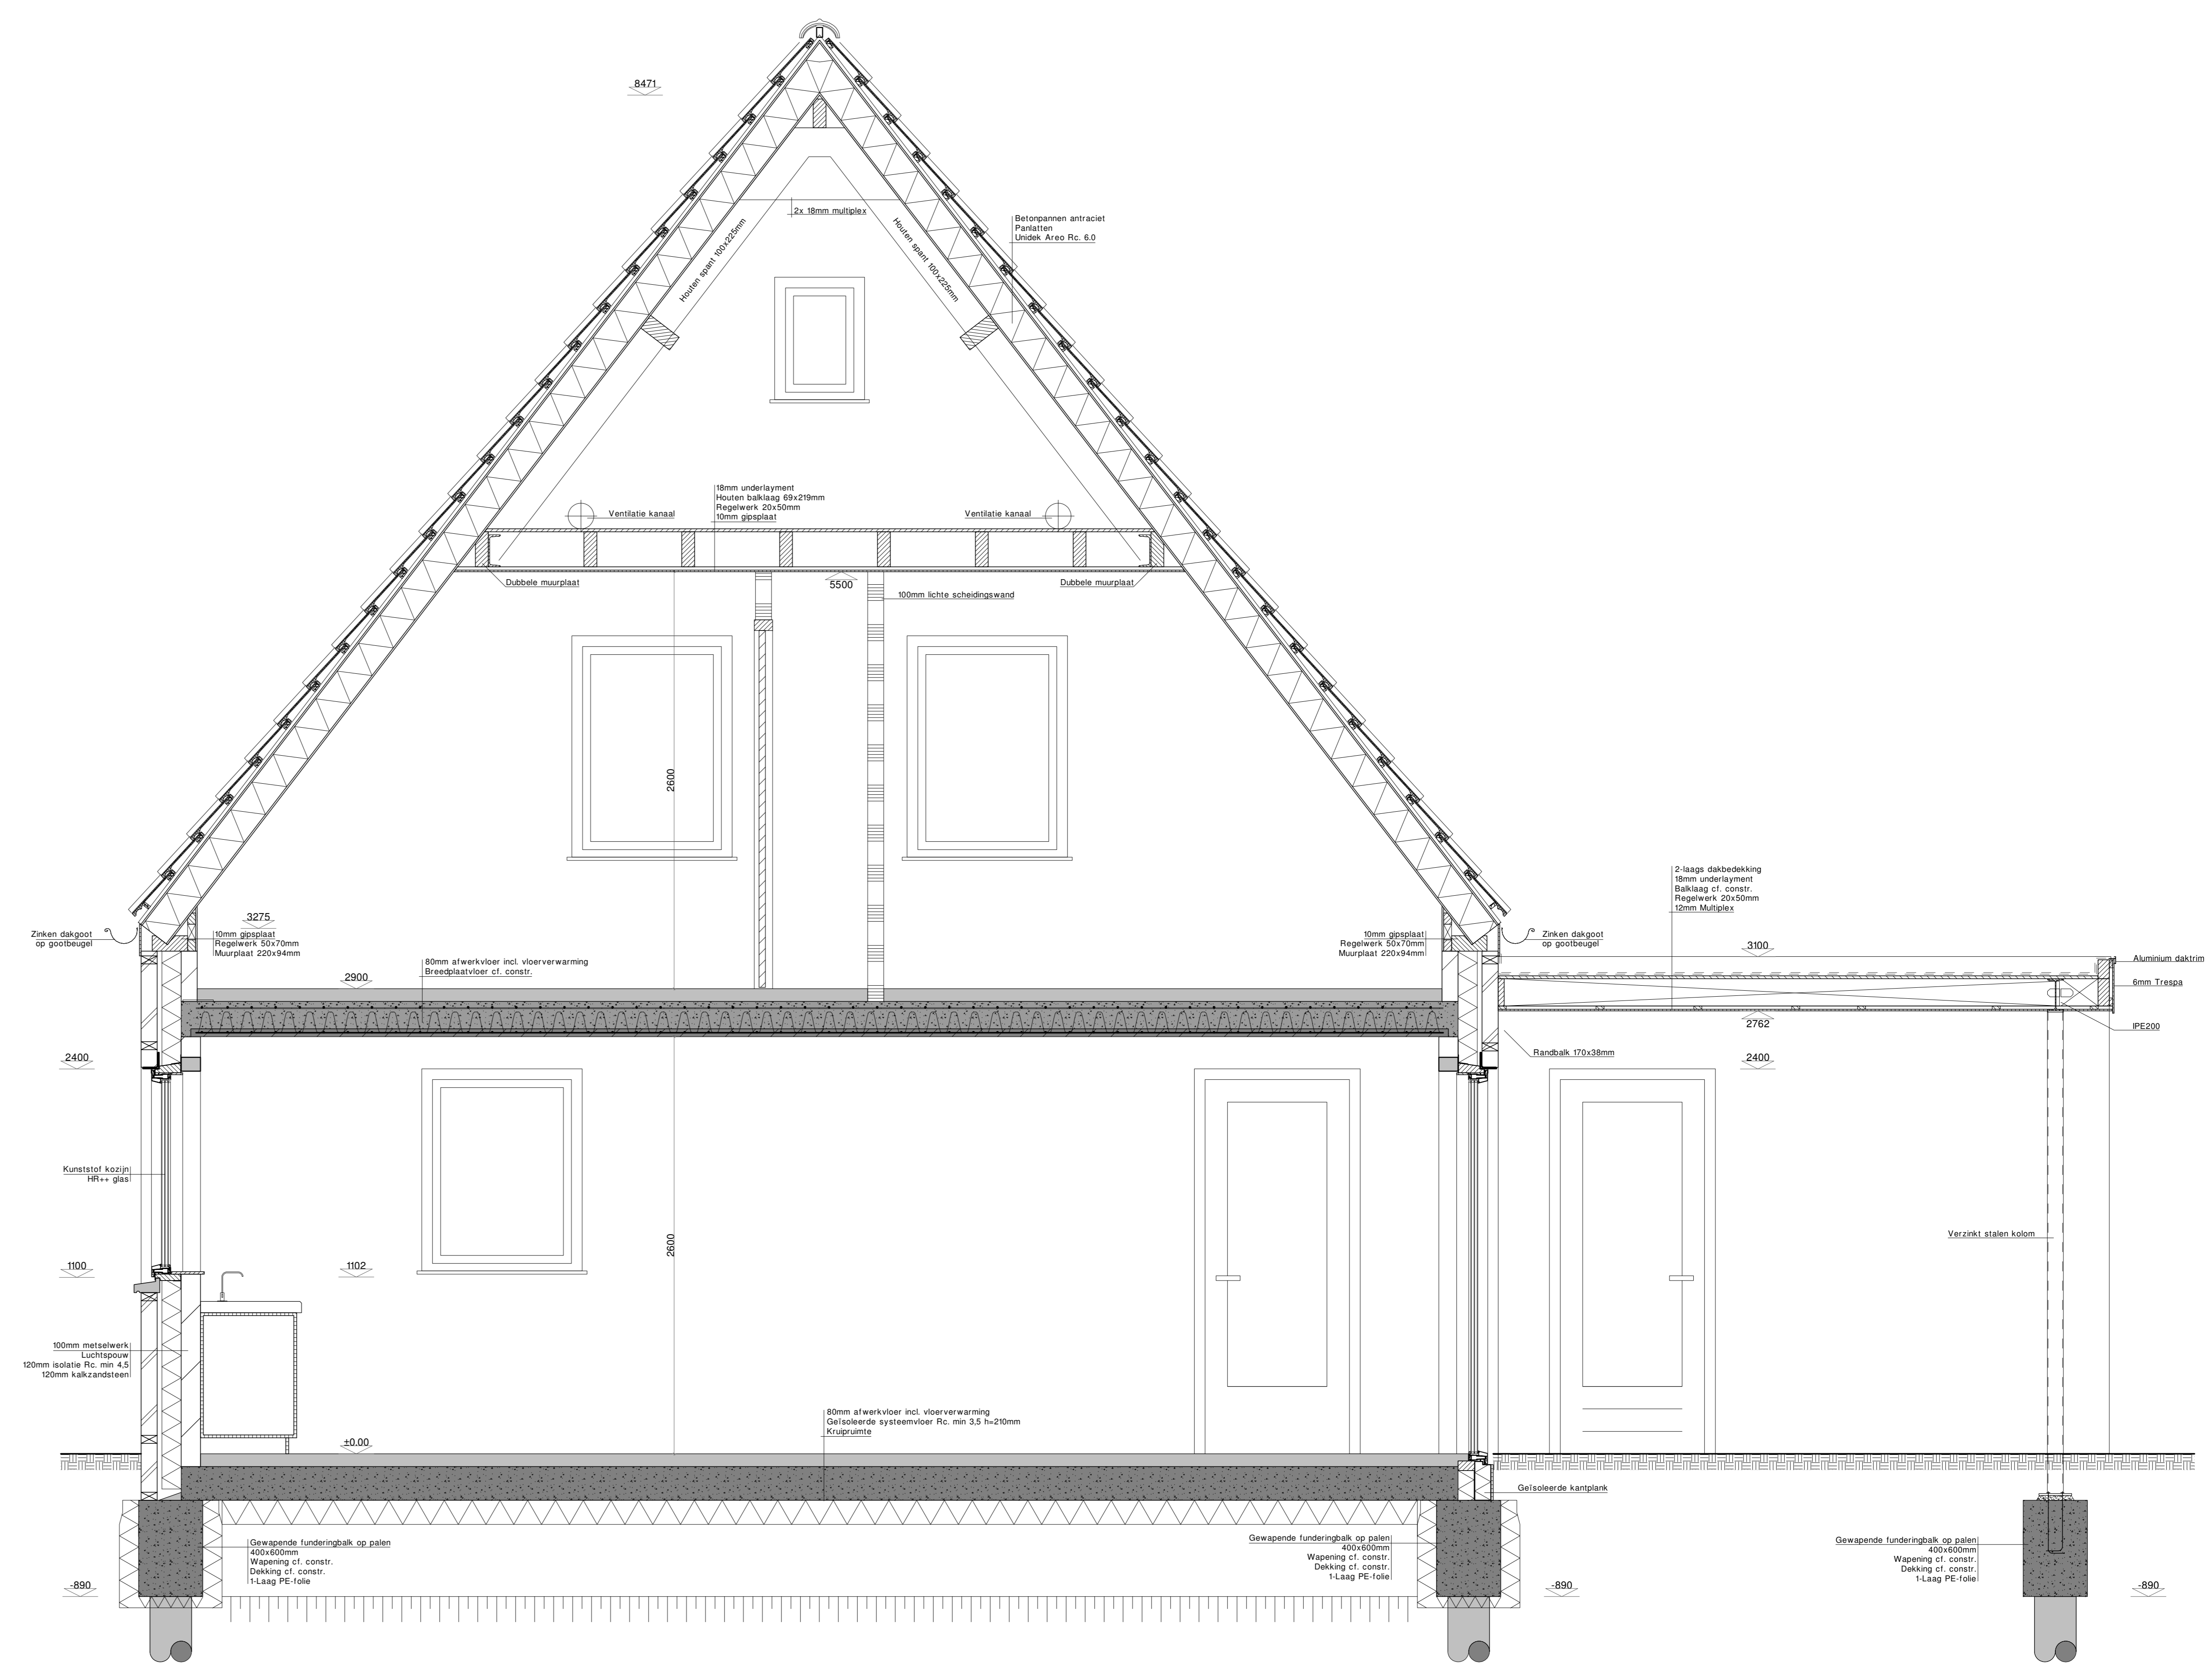 8471
2x 18mm multiplex
Houten spant 100x225mm
Houten spant 100x225mm
Betonpannen antraciet
Panlatten
Unidek Areo Rc. 6.0
18mm underlayment
Houten balklaag 69x219mm
Regelwerk 20x50mm
10mm gipsplaat
Ventilatie kanaal
Ventilatie kanaal
Dubbele muurplaat
5500
Dubbele muurplaat
100mm lichte scheidingswand
2600
2-laags dakbedekking
18mm underlayment
Balklaag cf. constr.
Regelwerk 20x50mm
12mm Multiplex
3275
Zinken dakgoot
op gootbeugel
10mm gipsplaat
Regelwerk 50x70mm
Muurplaat 220x94mm
10mm gipsplaat
Regelwerk 50x70mm
Muurplaat 220x94mm
Zinken dakgoot
op gootbeugel
3100
Aluminium daktrim
6mm Trespa
80mm afwerkvloer incl. vloerverwarming
Breedplaatvloer cf. constr.
2900
2762
IPE200
Randbalk 170x38mm
2400
2400
Kunststof kozijn
HR++ glas
2600
Verzinkt stalen kolom
1100
1102
100mm metselwerk
Luchtspouw
120mm isolatie Rc. min 4,5
120mm kalkzandsteen
80mm afwerkvloer incl. vloerverwarming
Geïsoleerde systeemvloer Rc. min 3,5 h=210mm
Kruipruimte
±0.00
Geïsoleerde kantplank
Gewapende funderingbalk op palen
400x600mm
Wapening cf. constr.
Dekking cf. constr.
1-Laag PE-folie
Gewapende funderingbalk op palen
400x600mm
Wapening cf. constr.
Dekking cf. constr.
1-Laag PE-folie
Gewapende funderingbalk op palen
400x600mm
Wapening cf. constr.
Dekking cf. constr.
1-Laag PE-folie
-890
-890
-890